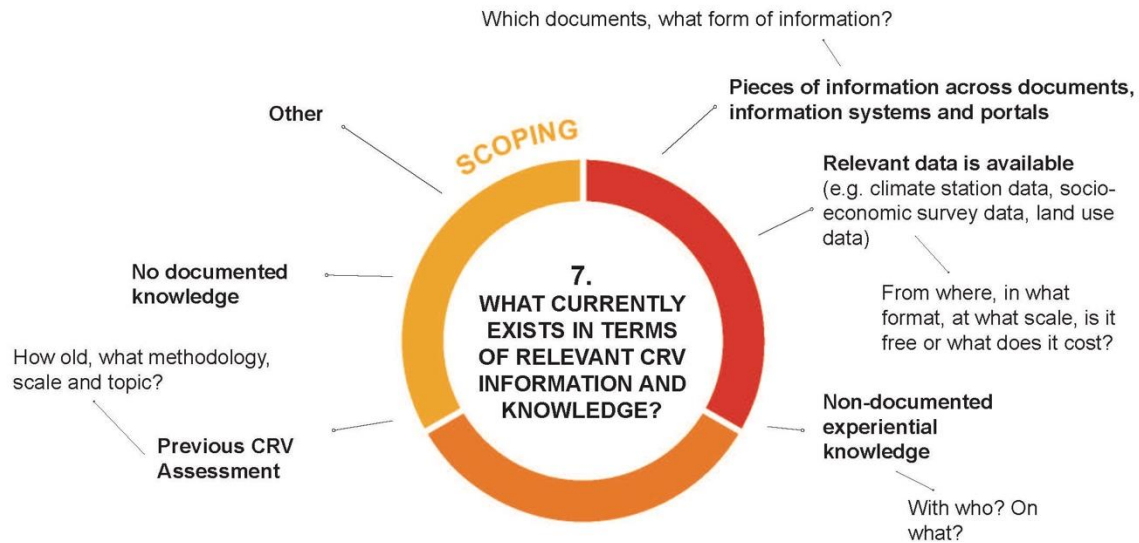 Which documents, what form of information?
Pieces of information across documents,
information systems and portals
Other
SCOPING
Relevant data is available
(e.g. climate station data, socio-
economic survey data, land use
data)
No documented
knowledge
7.
WHAT CURRENTLY
EXISTS IN TERMS
OF RELEVANT CRV
INFORMATION AND
KNOWLEDGE?
From where, in what
format, at what scale, is it
free or what does it cost?
How old, what methodology,
scale and topic?
Previous CRV
Assessment
Non-documented
experiential
knowledge
With who? On
what?